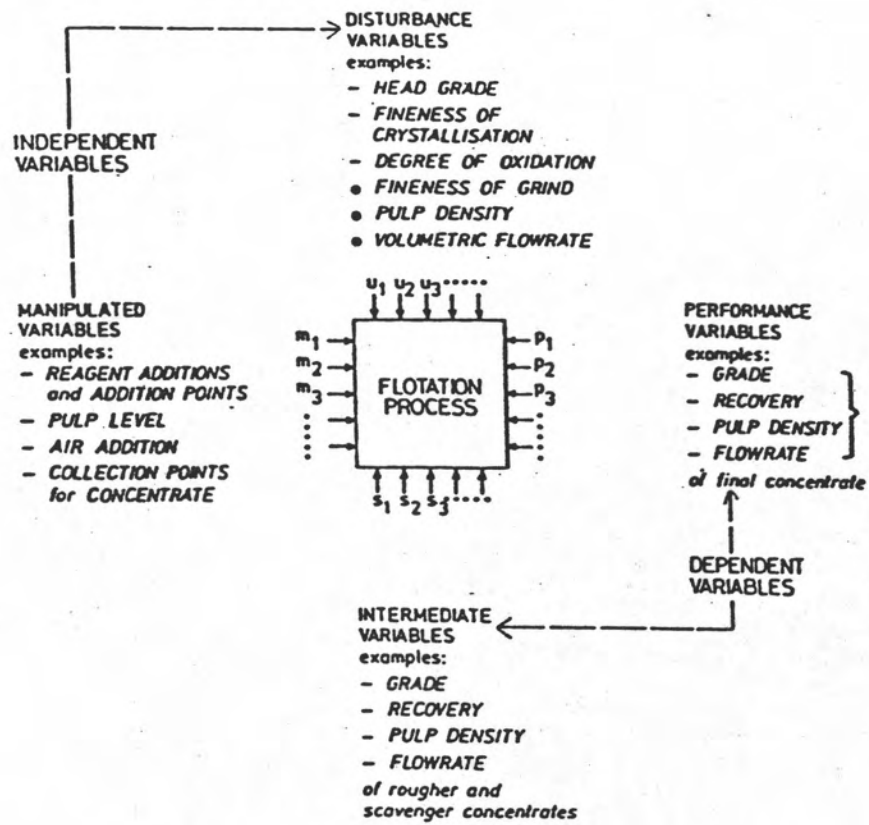 DISTURBANCE
VARIABLES
examples:
- HEAD GRADE
- FINENESS OF
CRYSTALLISATION
- DEGREE OF OXIDATION
• FINENESS OF GRIND
• PULP DENSITY
• VOLUMETRIC FLOWRATE
INDEPENDENT
VARIABLES
MANIPULATED
VARIABLES
examples:
- REAGENT ADDITIONS
and ADDITION POINTS
- PULP LEVEL
- AIR ADDITION
- COLLECTION POINTS
for CONCENTRATE
u1 u2 u3 ·····
m1
m2
m3
FLOTATION
PROCESS
p1
p2
p3
s1 s2 s3 ·····
PERFORMANCE
VARIABLES
examples:
- GRADE
- RECOVERY
- PULP DENSITY
- FLOWRATE
of final concentrate
DEPENDENT
VARIABLES
INTERMEDIATE
VARIABLES
examples:
- GRADE
- RECOVERY
- PULP DENSITY
- FLOWRATE
of rougher and
scavenger concentrates